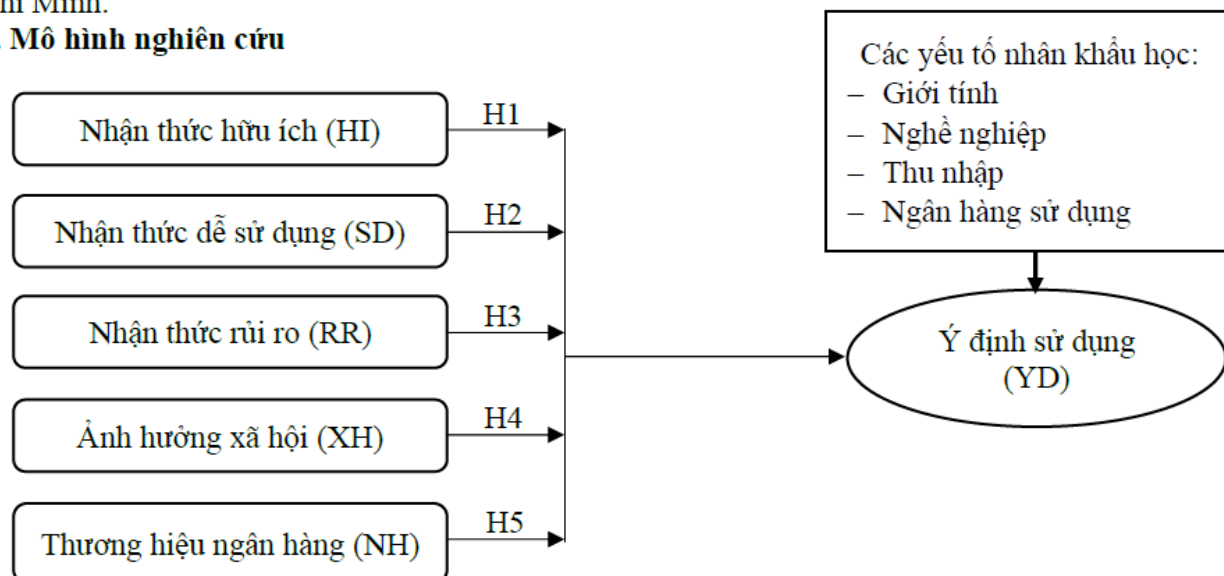 Minh.
Mô hình nghiên cứu
Nhận thức hữu ích (HI)
H1
Nhận thức dễ sử dụng (SD)
H2
Nhận thức rủi ro (RR)
H3
Ảnh hưởng xã hội (XH)
H4
Thương hiệu ngân hàng (NH)
H5
Các yếu tố nhân khẩu học:
– Giới tính
– Nghề nghiệp
– Thu nhập
– Ngân hàng sử dụng
Ý định sử dụng
(YD)